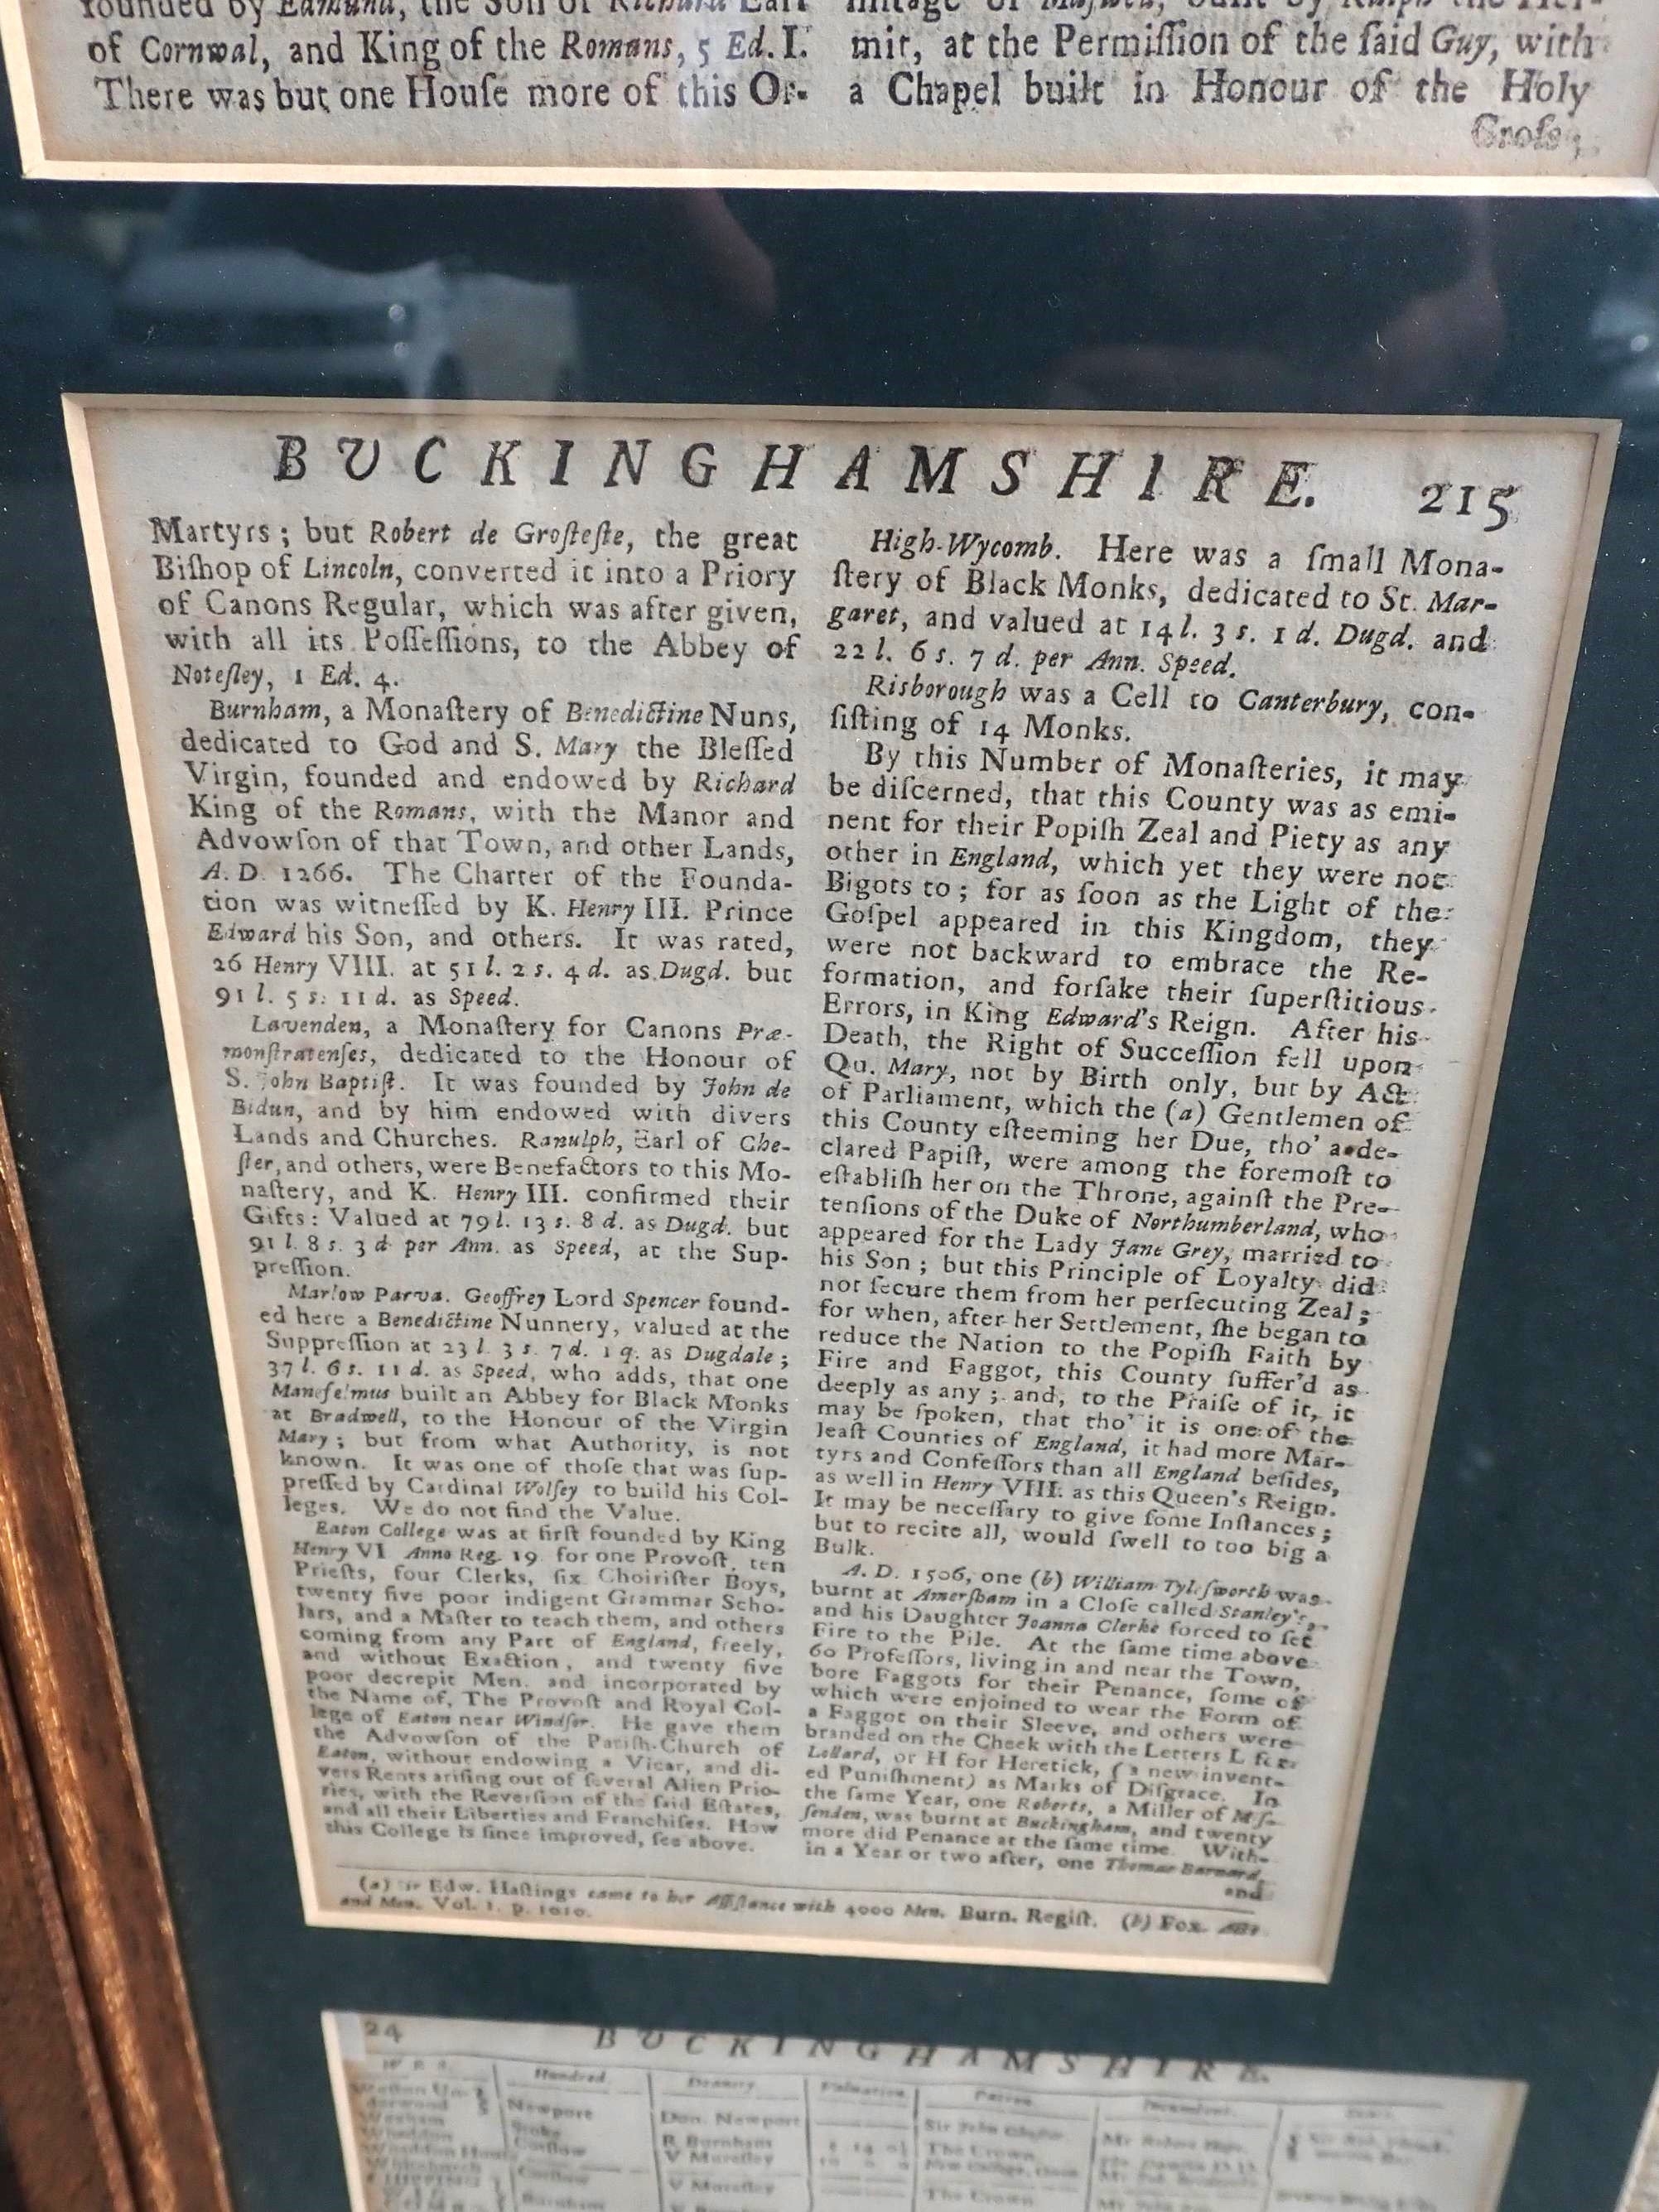 of Cornwal, and King of the Romans, 5 Ed. I.
There was but one Houſe more of this Or-
mit, at the Permiſſion of the ſaid Guy, with
a Chapel built in Honour of the Holy
BUCKINGHAMSHIRE. 215
Martyrs; but Robert de Groſteſte, the great
Biſhop of Lincoln, converted it into a Priory
of Canons Regular, which was after given,
with all its Poſſeſſions, to the Abbey of
Noteſley, 1 Ed. 4.
Burnham, a Monaſtery of Benedictine Nuns,
dedicated to God and S. Mary the Bleſſed
Virgin, founded and endowed by Richard
King of the Romans, with the Manor and
Advowſon of that Town, and other Lands,
A. D. 1266. The Charter of the Founda-
tion was witneſſed by K. Henry III. Prince
Edward his Son, and others. It was rated,
26 Henry VIII. at 51 l. 2 s. 4 d. as Dugd. but
91 l. 5 s. 11 d. as Speed.
Lavenden, a Monaſtery for Canons Præ-
monſtratenſes, dedicated to the Honour of
S. John Baptiſt. It was founded by John de
Bidun, and by him endowed with divers
Lands and Churches. Ranulph, Earl of Che-
ſter, and others, were Benefactors to this Mo-
naſtery, and K. Henry III. confirmed their
Gifts: Valued at 79 l. 13 s. 8 d. as Dugd. but
91 l. 8 s. 3 d per Ann. as Speed, at the Sup-
preſſion.
Marlow Parva. Geoffrey Lord Spencer found-
ed here a Benedictine Nunnery, valued at the
Suppreſſion at 23 l. 3 s. 7 d. 1 q. as Dugdale;
37 l. 6 s. 11 d. as Speed, who adds, that one
Manſelmus built an Abbey for Black Monks
at Bradwell, to the Honour of the Virgin
Mary; but from what Authority, is not
known. It was one of thoſe that was ſup-
preſſed by Cardinal Wolſey to build his Col-
leges. We do not find the Value.
Eaton College was at firſt founded by King
Henry VI Anno Reg. 19 for one Provoſt, ten
Prieſts, four Clerks, ſix Choiriſter Boys,
twenty five poor indigent Grammar Scho-
lars, and a Maſter to teach them, and others
coming from any Part of England, freely,
and without Exaction, and twenty five
poor decrepit Men, and incorporated by
the Name of, The Provoſt and Royal Col-
lege of Eaton near Windſor. He gave them
the Advowſon of the Pariſh-Church of
Eaton, without endowing a Vicar, and di-
vers Rents ariſing out of ſeveral Alien Prio-
ries, with the Reverſion of the ſaid Eſtates,
and all their Liberties and Franchiſes. How
this College is ſince improved, ſee above.
High-Wycomb. Here was a ſmall Mona-
ſtery of Black Monks, dedicated to St. Mar-
garet, and valued at 14 l. 3 s. 1 d. Dugd. and
22 l. 6 s. 7 d. per Ann. Speed.
Risborough was a Cell to Canterbury, con-
ſiſting of 14 Monks.
By this Number of Monaſteries, it may
be diſcerned, that this County was as emi-
nent for their Popiſh Zeal and Piety as any
other in England, which yet they were not
Bigots to; for as ſoon as the Light of the
Goſpel appeared in this Kingdom, they
were not backward to embrace the Re-
formation, and forſake their ſuperſtitious
Errors, in King Edward's Reign. After his
Death, the Right of Succeſſion fell upon
Qu. Mary, not by Birth only, but by Act
of Parliament, which the (a) Gentlemen of
this County eſteeming her Due, tho' a de-
clared Papiſt, were among the foremoſt to
eſtabliſh her on the Throne, againſt the Pre-
tenſions of the Duke of Northumberland, who
appeared for the Lady Jane Grey, married to
his Son; but this Principle of Loyalty did
not ſecure them from her perſecuting Zeal;
for when, after her Settlement, ſhe began to
reduce the Nation to the Popiſh Faith by
Fire and Faggot, this County ſuffer'd as
deeply as any; and, to the Praiſe of it, it
may be ſpoken, that tho' it is one of the
leaſt Counties of England, it had more Mar-
tyrs and Confeſſors than all England beſides,
as well in Henry VIII. as this Queen's Reign.
It may be neceſſary to give ſome Inſtances;
but to recite all, would ſwell to too big a
Bulk.
A. D. 1506, one (b) William Tylſworth was
burnt at Amerſham in a Cloſe called Stanley's,
and his Daughter Joanna Clerke forced to ſet
Fire to the Pile. At the ſame time above
60 Profeſſors, living in and near the Town,
bore Faggots for their Penance, ſome of
which were enjoined to wear the Form of
a Faggot on their Sleeve, and others were
branded on the Cheek with the Letters L for
Lollard, or H for Heretick, (a new invent-
ed Puniſhment) as Marks of Diſgrace. In
the ſame Year, one Roberts, a Miller of Miſ-
ſenden, was burnt at Buckingham, and twenty
more did Penance at the ſame time. With-
in a Year or two after, one Thomas Barnard,
and
(a) Edw. Haſtings came to her Aſſiſtance with 4000 Men. Burn. Regiſt. (b) Fox
and Mon. Vol. 1. p. 1010.
24 BUCKINGHAMSHIRE.
Hundred Deanery Valuation Patron
Newport
Don. Newport
R Burnham
V Mureſley
The Crown
V Mureſley
The Crown
Burnham